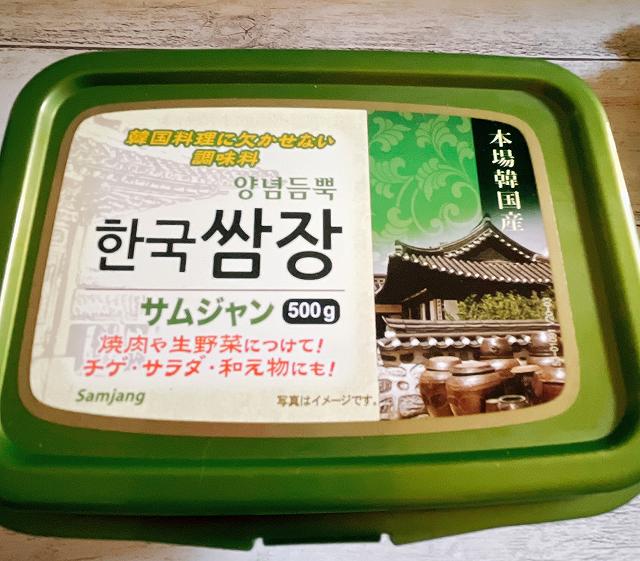 韓国料理に欠かせない
調味料
양념듬뿍
한국쌈장
サムジャン 500g
焼肉や生野菜につけて!
チゲ・サラダ・和え物にも!
Samjang
写真はイメージです。
本場韓国産